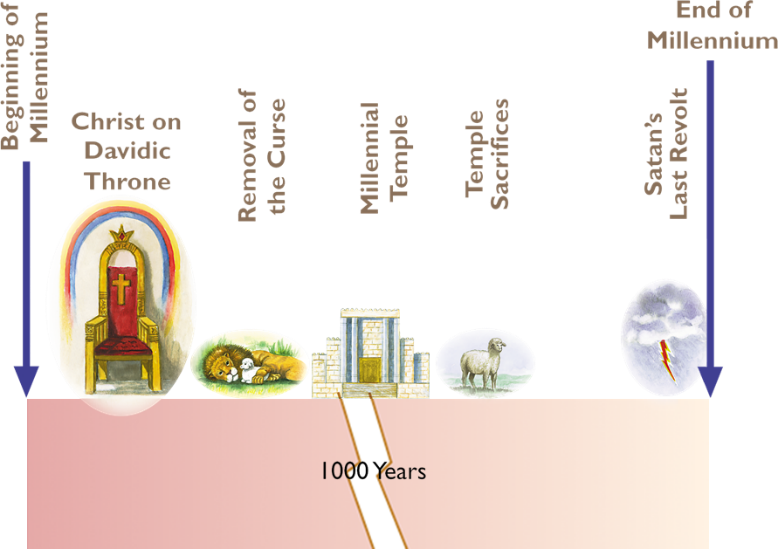 Beginning of
Millennium
Christ on
Davidic
Throne
Removal of
the Curse
Millennial
Temple
Temple
Sacrifices
Satan's
Last Revolt
End of
Millennium
1000 Years